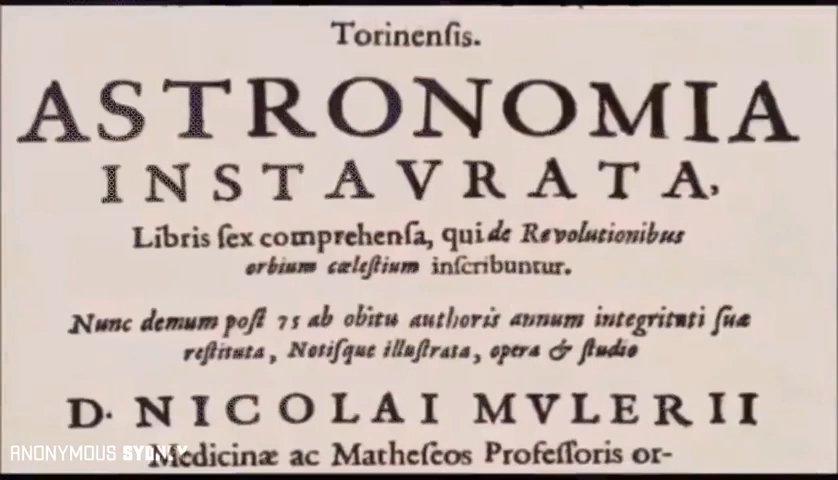 Torinenſis.
ASTRONOMIA
INSTAVRATA,
Libris ſex comprehenſa, qui de Revolutionibus
orbium cæleſtium inſcribuntur.
Nunc demum poſt 75 ab obitu authoris annum integritati ſuæ
reſtituta, Notiſque illuſtrata, opera & ſtudio
D. NICOLAI MVLERII
Medicinæ ac Matheſeos Profeſſoris or-
ANONYMOUS SYDNEY